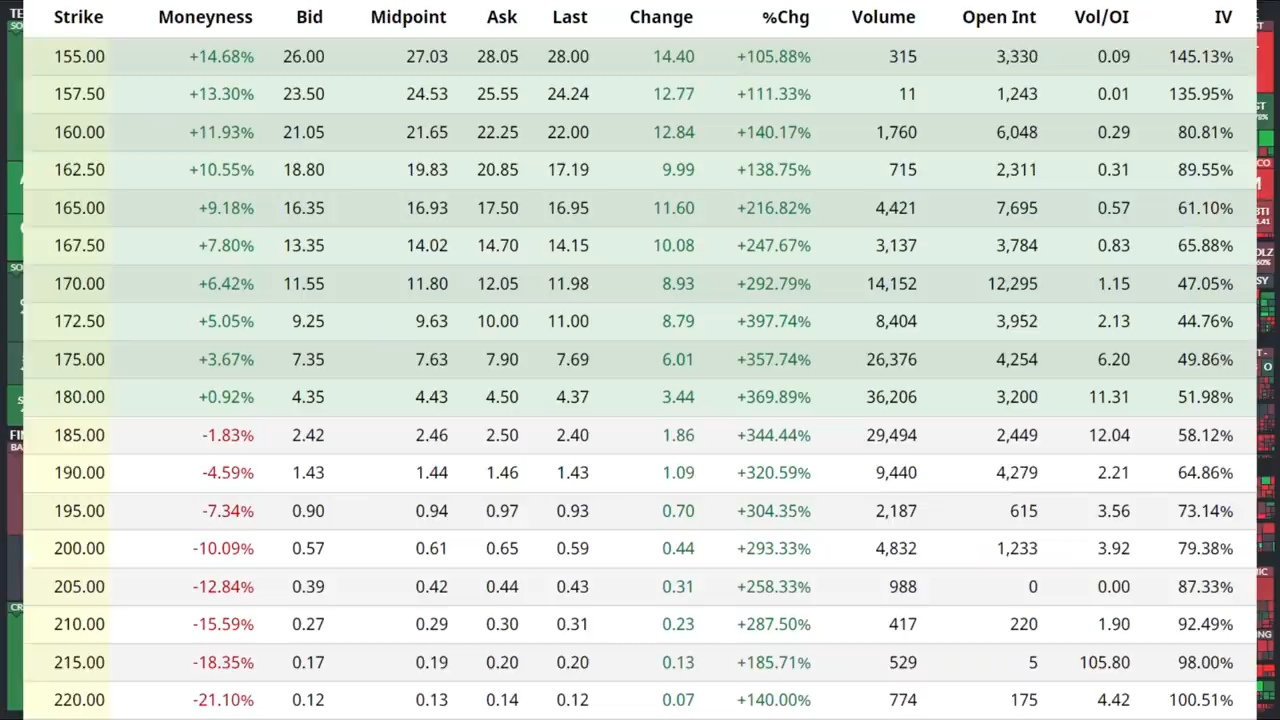 Strike Moneyness Bid Midpoint Ask Last Change %Chg Volume Open Int Vol/OI IV
155.00 +14.68% 26.00 27.03 28.05 28.00 14.40 +105.88% 315 3,330 0.09 145.13%
157.50 +13.30% 23.50 24.53 25.55 24.24 12.77 +111.33% 11 1,243 0.01 135.95%
160.00 +11.93% 21.05 21.65 22.25 22.00 12.84 +140.17% 1,760 6,048 0.29 80.81%
162.50 +10.55% 18.80 19.83 20.85 17.19 9.99 +138.75% 715 2,311 0.31 89.55%
165.00 +9.18% 16.35 16.93 17.50 16.95 11.60 +216.82% 4,421 7,695 0.57 61.10%
167.50 +7.80% 13.35 14.02 14.70 14.15 10.08 +247.67% 3,137 3,784 0.83 65.88%
170.00 +6.42% 11.55 11.80 12.05 11.98 8.93 +292.79% 14,152 12,295 1.15 47.05%
172.50 +5.05% 9.25 9.63 10.00 11.00 8.79 +397.74% 8,404 3,952 2.13 44.76%
175.00 +3.67% 7.35 7.63 7.90 7.69 6.01 +357.74% 26,376 4,254 6.20 49.86%
180.00 +0.92% 4.35 4.43 4.50 4.37 3.44 +369.89% 36,206 3,200 11.31 51.98%
185.00 -1.83% 2.42 2.46 2.50 2.40 1.86 +344.44% 29,494 2,449 12.04 58.12%
190.00 -4.59% 1.43 1.44 1.46 1.43 1.09 +320.59% 9,440 4,279 2.21 64.86%
195.00 -7.34% 0.90 0.94 0.97 0.93 0.70 +304.35% 2,187 615 3.56 73.14%
200.00 -10.09% 0.57 0.61 0.65 0.59 0.44 +293.33% 4,832 1,233 3.92 79.38%
205.00 -12.84% 0.39 0.42 0.44 0.43 0.31 +258.33% 988 0 0.00 87.33%
210.00 -15.59% 0.27 0.29 0.30 31 0.23 +287.50% 417 220 1.90 92.49%
215.00 -18.35% 0.17 0.19 0.20 0.20 0.13 +185.71% 529 5 105.80 98.00%
220.00 -21.10% 0.12 0.13 0.14 0.12 0.07 +140.00% 774 175 4.42 100.51%